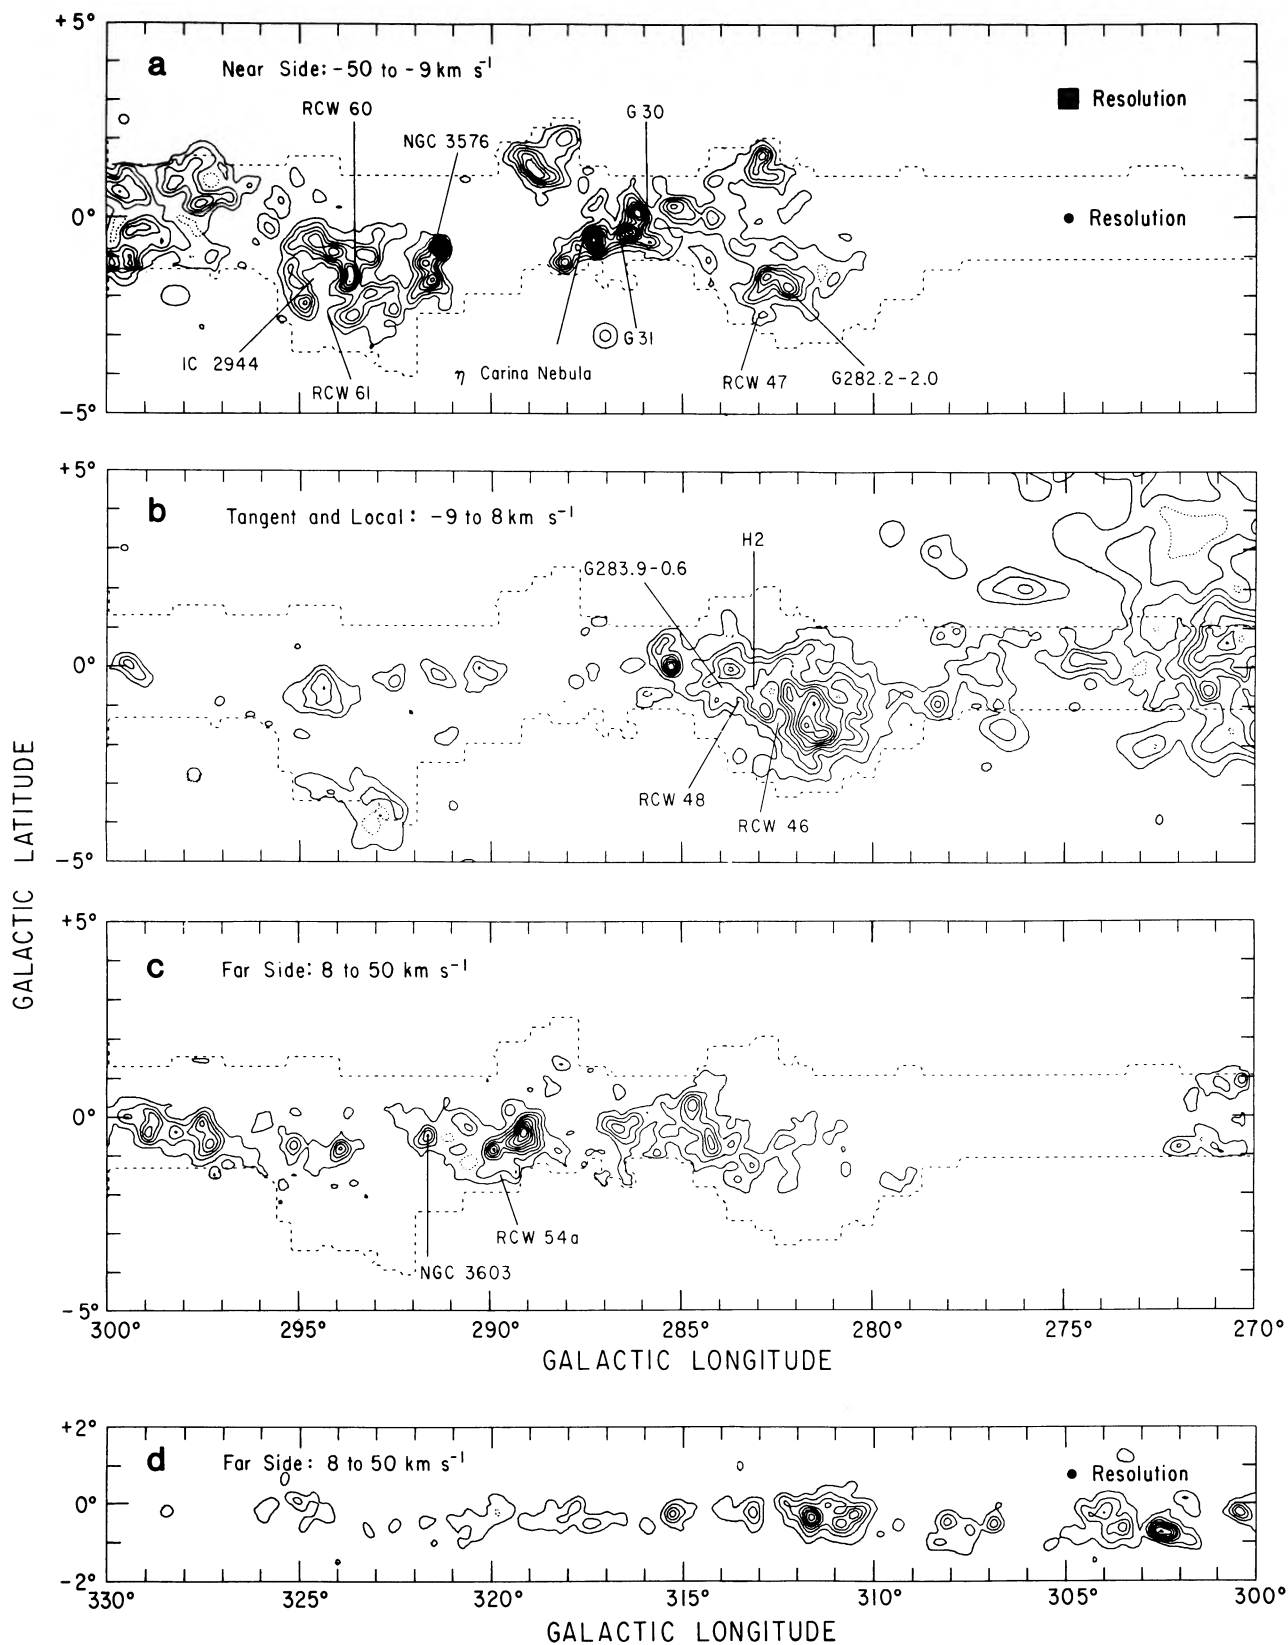 +5°
a Near Side: -50 to -9 km s⁻¹
Resolution
RCW 60
G 30
NGC 3576
0°
Resolution
IC 2944
G31
RCW 61
η Carina Nebula
RCW 47
G282.2-2.0
-5°
+5°
b Tangent and Local: -9 to 8 km s⁻¹
H2
G283.9-0.6
0°
RCW 48
RCW 46
-5°
GALACTIC LATITUDE
+5°
c Far Side: 8 to 50 km s⁻¹
0°
RCW 54a
NGC 3603
-5°
300° 295° 290° 285° 280° 275° 270°
GALACTIC LONGITUDE
+2°
d Far Side: 8 to 50 km s⁻¹
Resolution
0°
-2°
330° 325° 320° 315° 310° 305° 300°
GALACTIC LONGITUDE